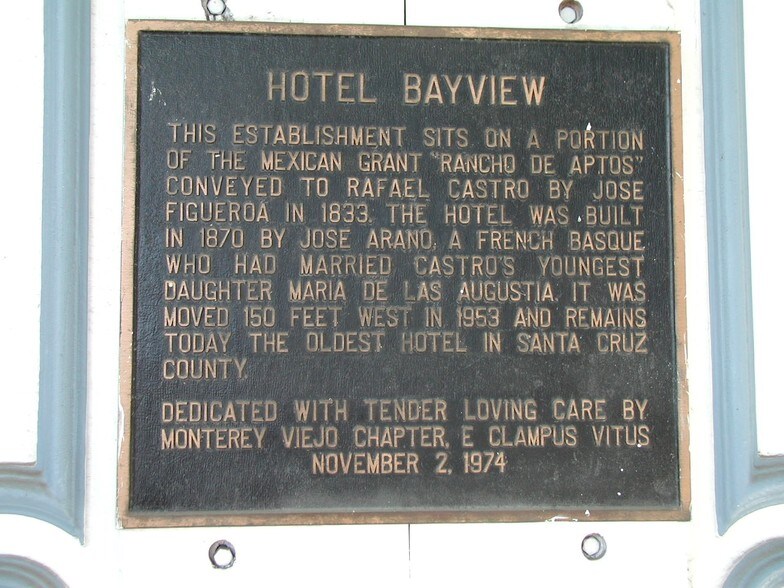 HOTEL BAYVIEW
THIS ESTABLISHMENT SITS ON A PORTION
OF THE MEXICAN GRANT "RANCHO DE APTOS"
CONVEYED TO RAFAEL CASTRO BY JOSE
FIGUEROA IN 1833. THE HOTEL WAS BUILT
IN 1870 BY JOSE ARANO, A FRENCH BASQUE
WHO HAD MARRIED CASTRO'S YOUNGEST
DAUGHTER MARIA DE LAS AUGUSTIA. IT WAS
MOVED 150 FEET WEST IN 1953 AND REMAINS
TODAY THE OLDEST HOTEL IN SANTA CRUZ
COUNTY.
DEDICATED WITH TENDER LOVING CARE BY
MONTEREY VIEJO CHAPTER, E CLAMPUS VITUS
NOVEMBER 2, 1974